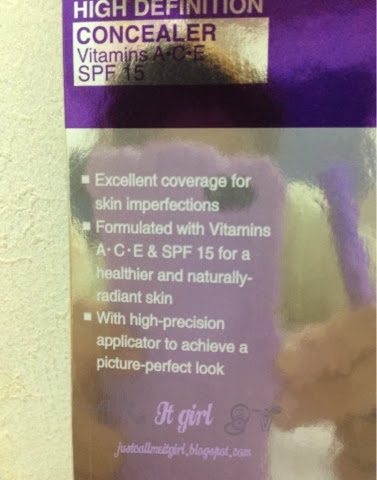 HIGH DEFINITION
CONCEALER
Vitamins A·C·E
SPF 15
▪ Excellent coverage for
skin imperfections
▪ Formulated with Vitamins
A·C·E & SPF 15 for a
healthier and naturally-
radiant skin
▪ With high-precision
applicator to achieve a
picture-perfect look
It girl
justcallmeitgirl.blogspot.com